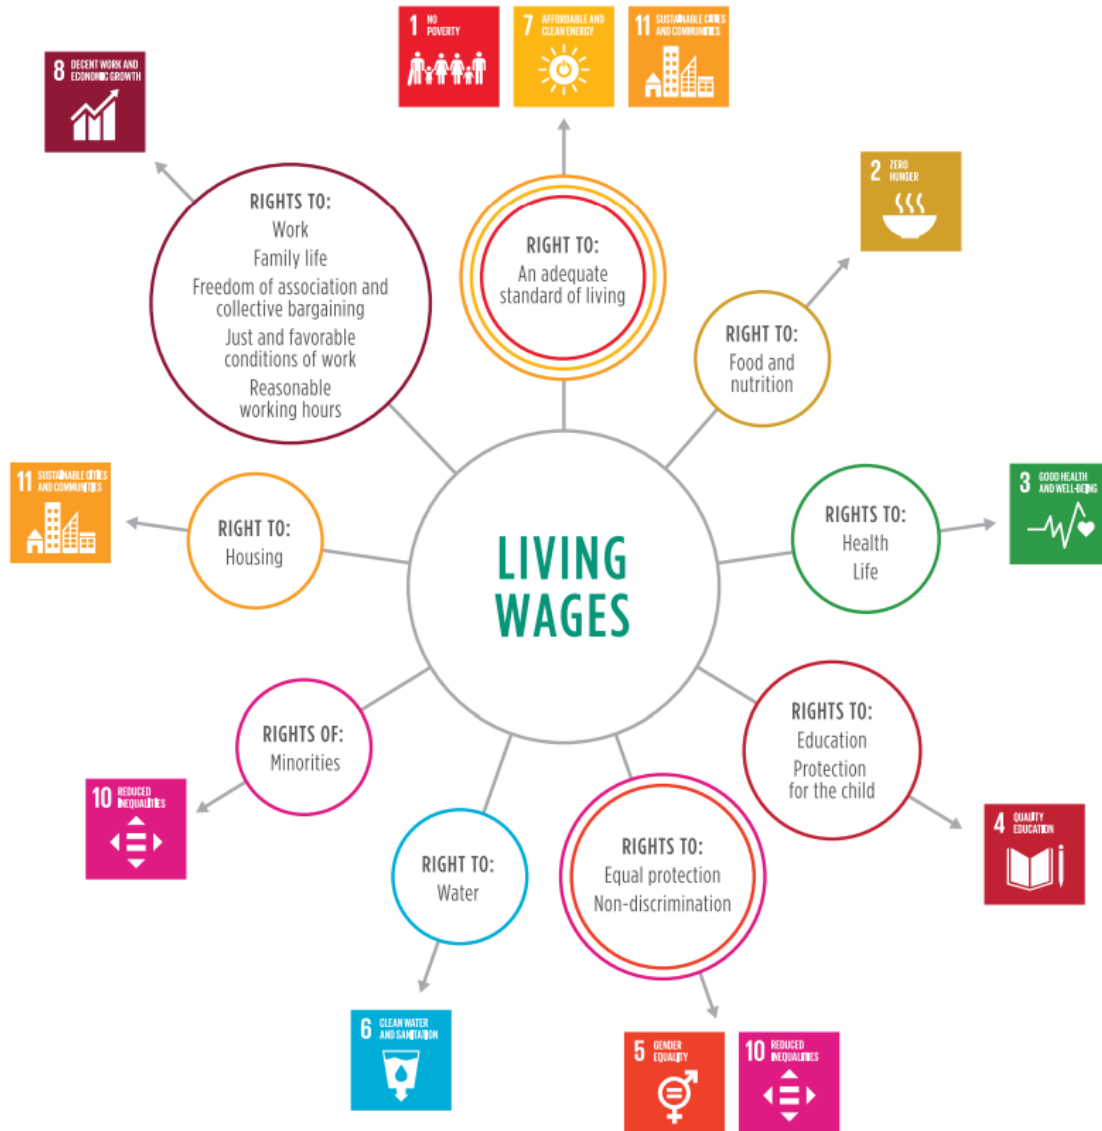 1 NO
POVERTY
7 AFFORDABLE AND
CLEAN ENERGY
11 SUSTAINABLE CITIES
AND COMMUNITIES
8 DECENT WORK AND
ECONOMIC GROWTH
2 ZERO
HUNGER
RIGHTS TO:
Work
Family life
Freedom of association and
collective bargaining
Just and favorable
conditions of work
Reasonable
working hours
RIGHT TO:
An adequate
standard of living
RIGHT TO:
Food and
nutrition
11 SUSTAINABLE CITIES
AND COMMUNITIES
RIGHT TO:
Housing
LIVING
WAGES
RIGHTS TO:
Health
Life
3 GOOD HEALTH
AND WELL-BEING
RIGHTS OF:
Minorities
10 REDUCED
INEQUALITIES
RIGHTS TO:
Education
Protection
for the child
4 QUALITY
EDUCATION
RIGHT TO:
Water
RIGHTS TO:
Equal protection
Non-discrimination
6 CLEAN WATER
AND SANITATION
5 GENDER
EQUALITY
10 REDUCED
INEQUALITIES